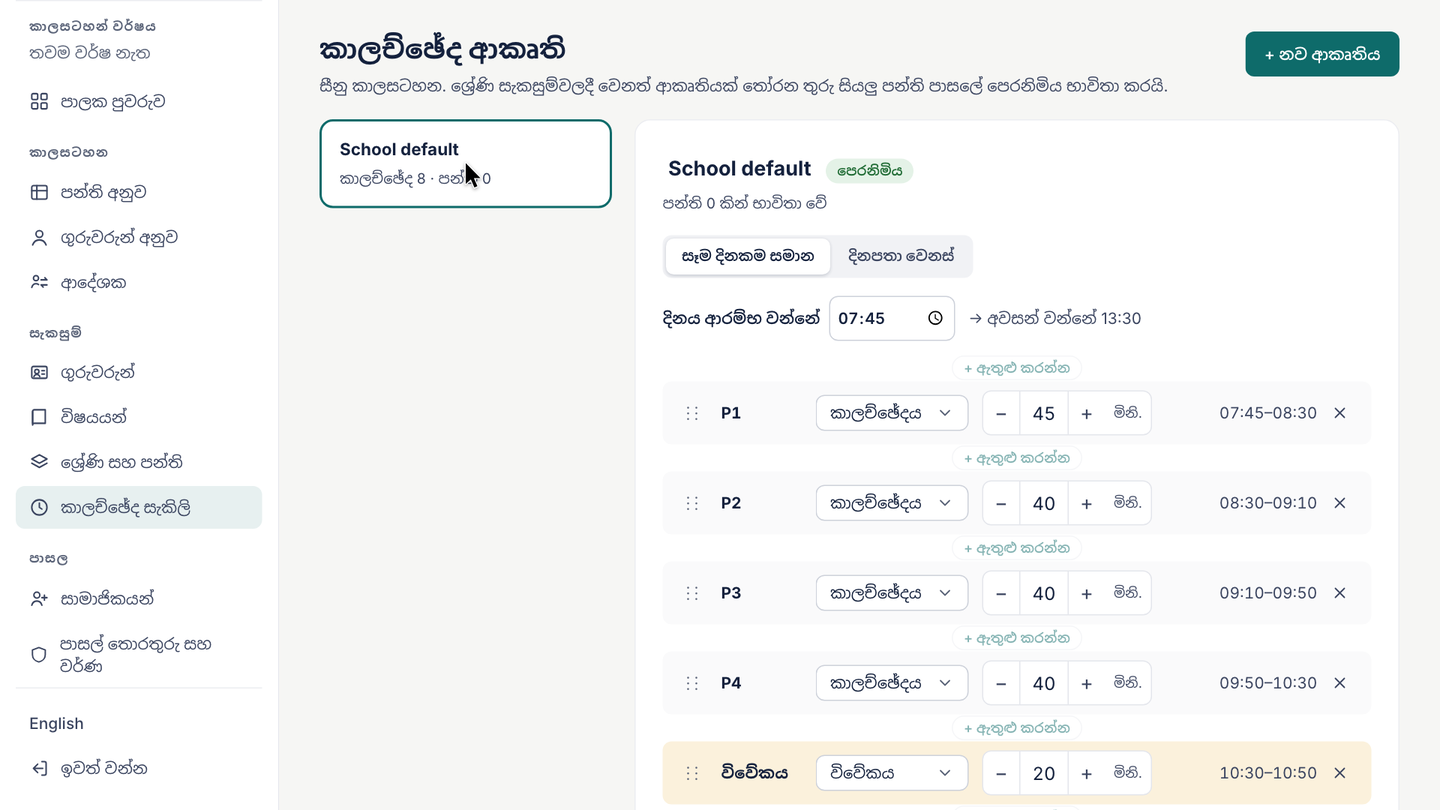 කාලසටහන් වර්ෂය
තවම වර්ෂ නැත
පාලක පුවරුව
කාලසටහන
පන්ති අනුව
ගුරුවරුන් අනුව
ආදේශක
සැකසුම්
ගුරුවරුන්
විෂයයන්
ශ්‍රේණි සහ පන්ති
කාලච්ඡේද සැකිලි
පාසල
සාමාජිකයන්
පාසල් තොරතුරු සහ
වර්ණ
English
ඉවත් වන්න
කාලච්ඡේද ආකෘති
සීනු කාලසටහන. ශ්‍රේණි සැකසුම්වලදී වෙනත් ආකෘතියක් තෝරන තුරු සියලු පන්ති පාසලේ පෙරනිමිය භාවිතා කරයි.
+ නව ආකෘතිය
School default
කාලච්ඡේද 8 · 0
School default පෙරනිමිය
පන්ති 0 කින් භාවිතා වේ
සෑම දිනකම සමාන දිනපතා වෙනස්
දිනය ආරම්භ වන්නේ 07:45 → අවසන් වන්නේ 13:30
+ ඇතුළු කරන්න
P1 කාලච්ඡේදය − 45 + මිනි. 07:45–08:30 ×
+ ඇතුළු කරන්න
P2 කාලච්ඡේදය − 40 + මිනි. 08:30–09:10 ×
+ ඇතුළු කරන්න
P3 කාලච්ඡේදය − 40 + මිනි. 09:10–09:50 ×
+ ඇතුළු කරන්න
P4 කාලච්ඡේදය − 40 + මිනි. 09:50–10:30 ×
+ ඇතුළු කරන්න
විවේකය විවේකය − 20 + මිනි. 10:30–10:50 ×